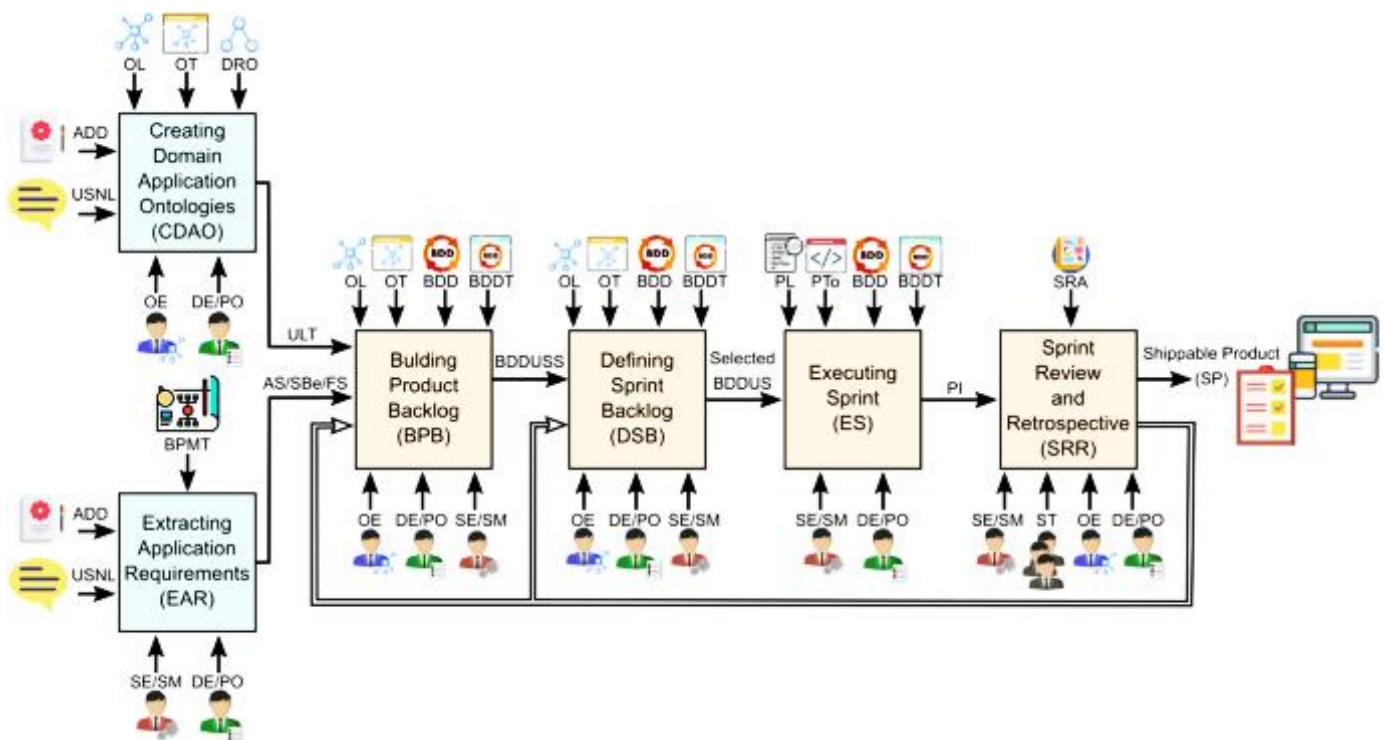 OL OT DRO
ADD
USNL
Creating
Domain
Application
Ontologies
(CDAO)
OE DE/PO
ULT
BPMT
AS/SBe/FS
ADD
USNL
Extracting
Application
Requirements
(EAR)
SE/SM DE/PO
OL OT BDD BDDT
BDD
BDD
Bulding
Product
Backlog
(BPB)
OE DE/PO SE/SM
BDDUSS
OL OT BDD BDDT
BDD
BDD
Defining
Sprint
Backlog
(DSB)
OE DE/PO SE/SM
Selected
BDDUS
PL PTo BDD BDDT
</>
BDD
BDD
Executing
Sprint
(ES)
SE/SM DE/PO
PI
SRA
Sprint
Review
and
Retrospective
(SRR)
SE/SM ST OE DE/PO
Shippable Product
(SP)